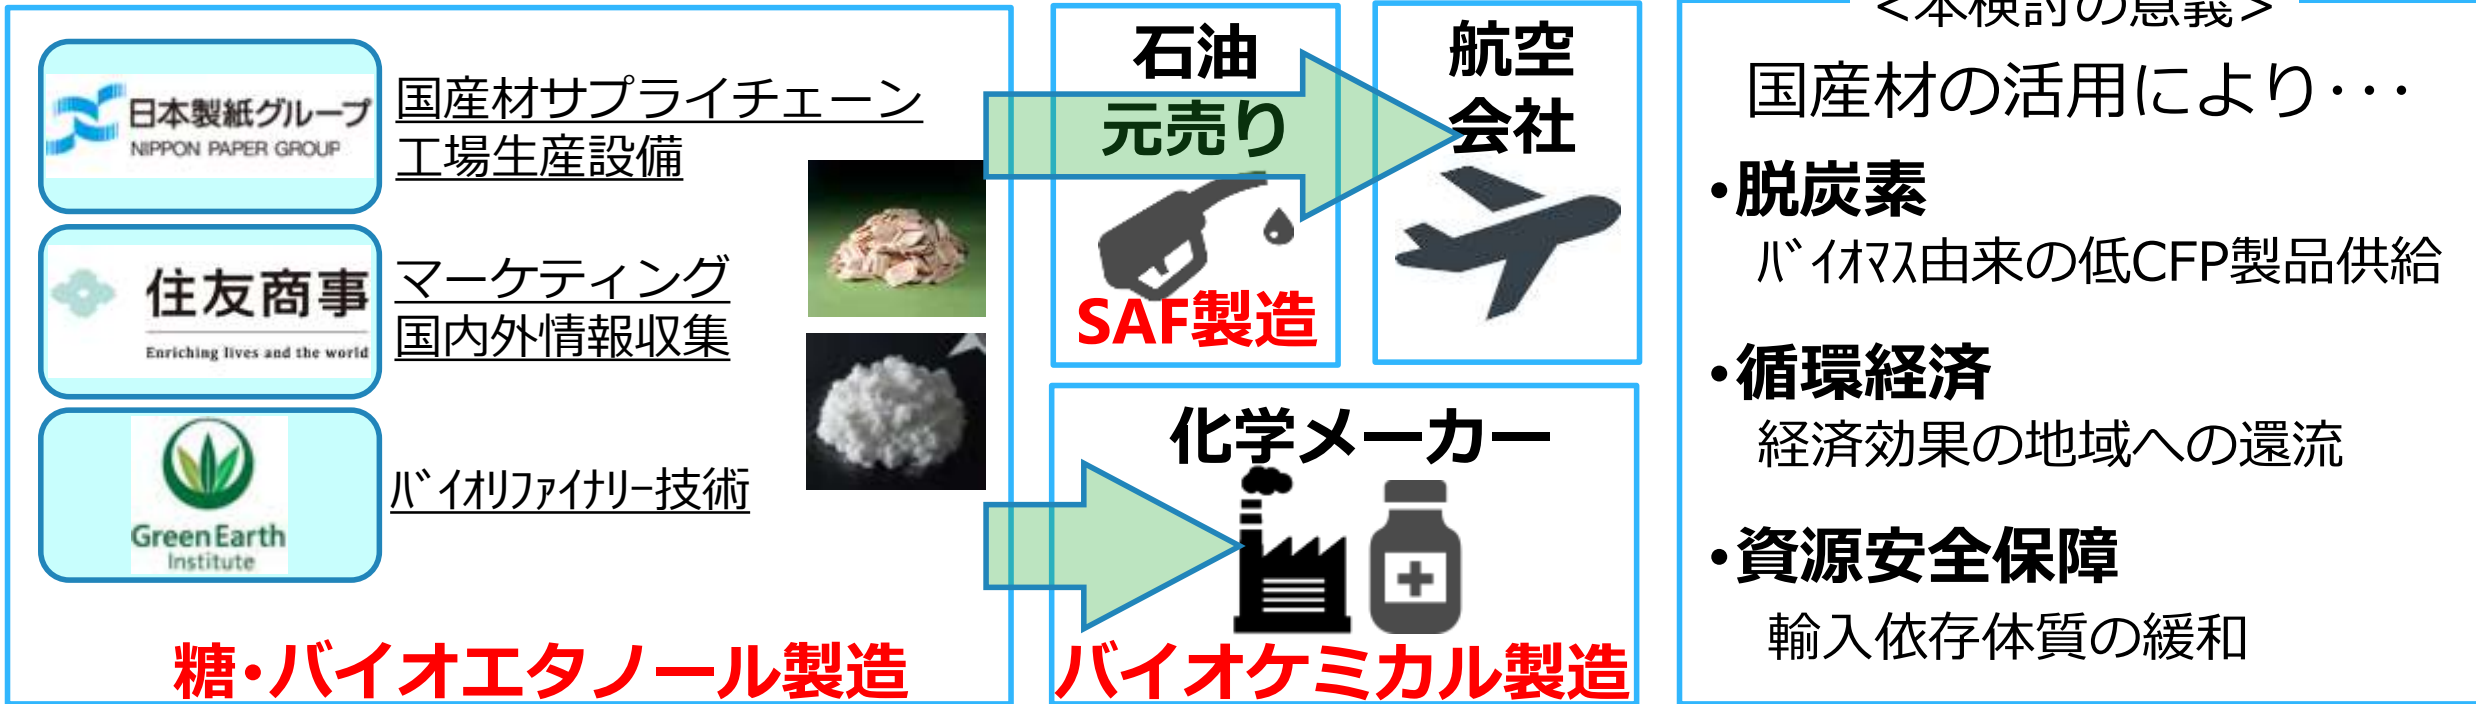 日本製紙グループ
NIPPON PAPER GROUP
国産材サプライチェーン
工場生産設備
住友商事
Enriching lives and the world
マーケティング
国内外情報収集
Green Earth
Institute
ﾊﾞｲｵﾘﾌｧｲﾅﾘｰ技術
糖・バイオエタノール製造
石油
元売り
SAF製造
航空
会社
化学メーカー
バイオケミカル製造
<本検討の意義>
国産材の活用により･･･
・脱炭素
ﾊﾞｲｵﾏｽ由来の低CFP製品供給
・循環経済
経済効果の地域への還流
・資源安全保障
輸入依存体質の緩和